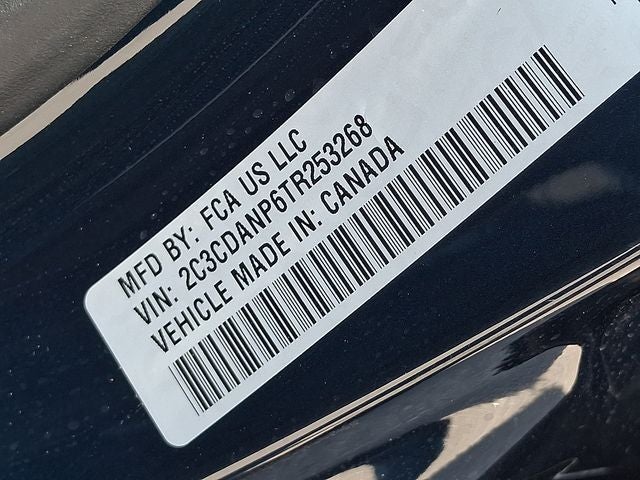 MFD BY: FCA US LLC
VIN: 2C3CDANP6TR253268
VEHICLE MADE IN: CANADA